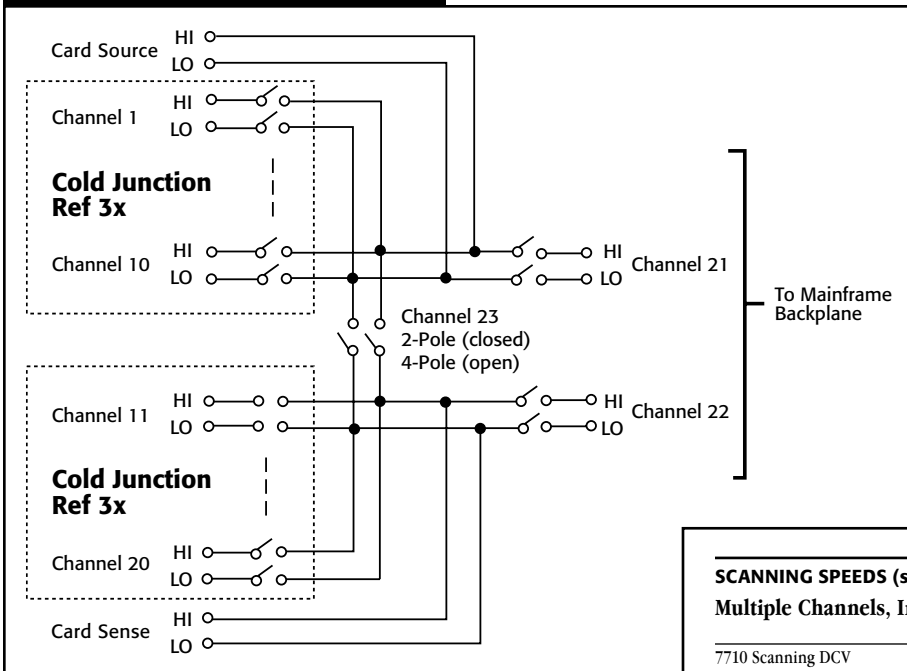 Card Source
HI
LO
Channel 1
HI
LO
Cold Junction
Ref 3x
Channel 10
HI
LO
HI
LO
Channel 21
To Mainframe
Backplane
Channel 23
2-Pole (closed)
4-Pole (open)
Channel 11
HI
LO
HI
LO
Channel 22
Cold Junction
Ref 3x
Channel 20
HI
LO
Card Sense
HI
LO
SCANNING SPEEDS
Multiple Channels,
7710 Scanning DCV